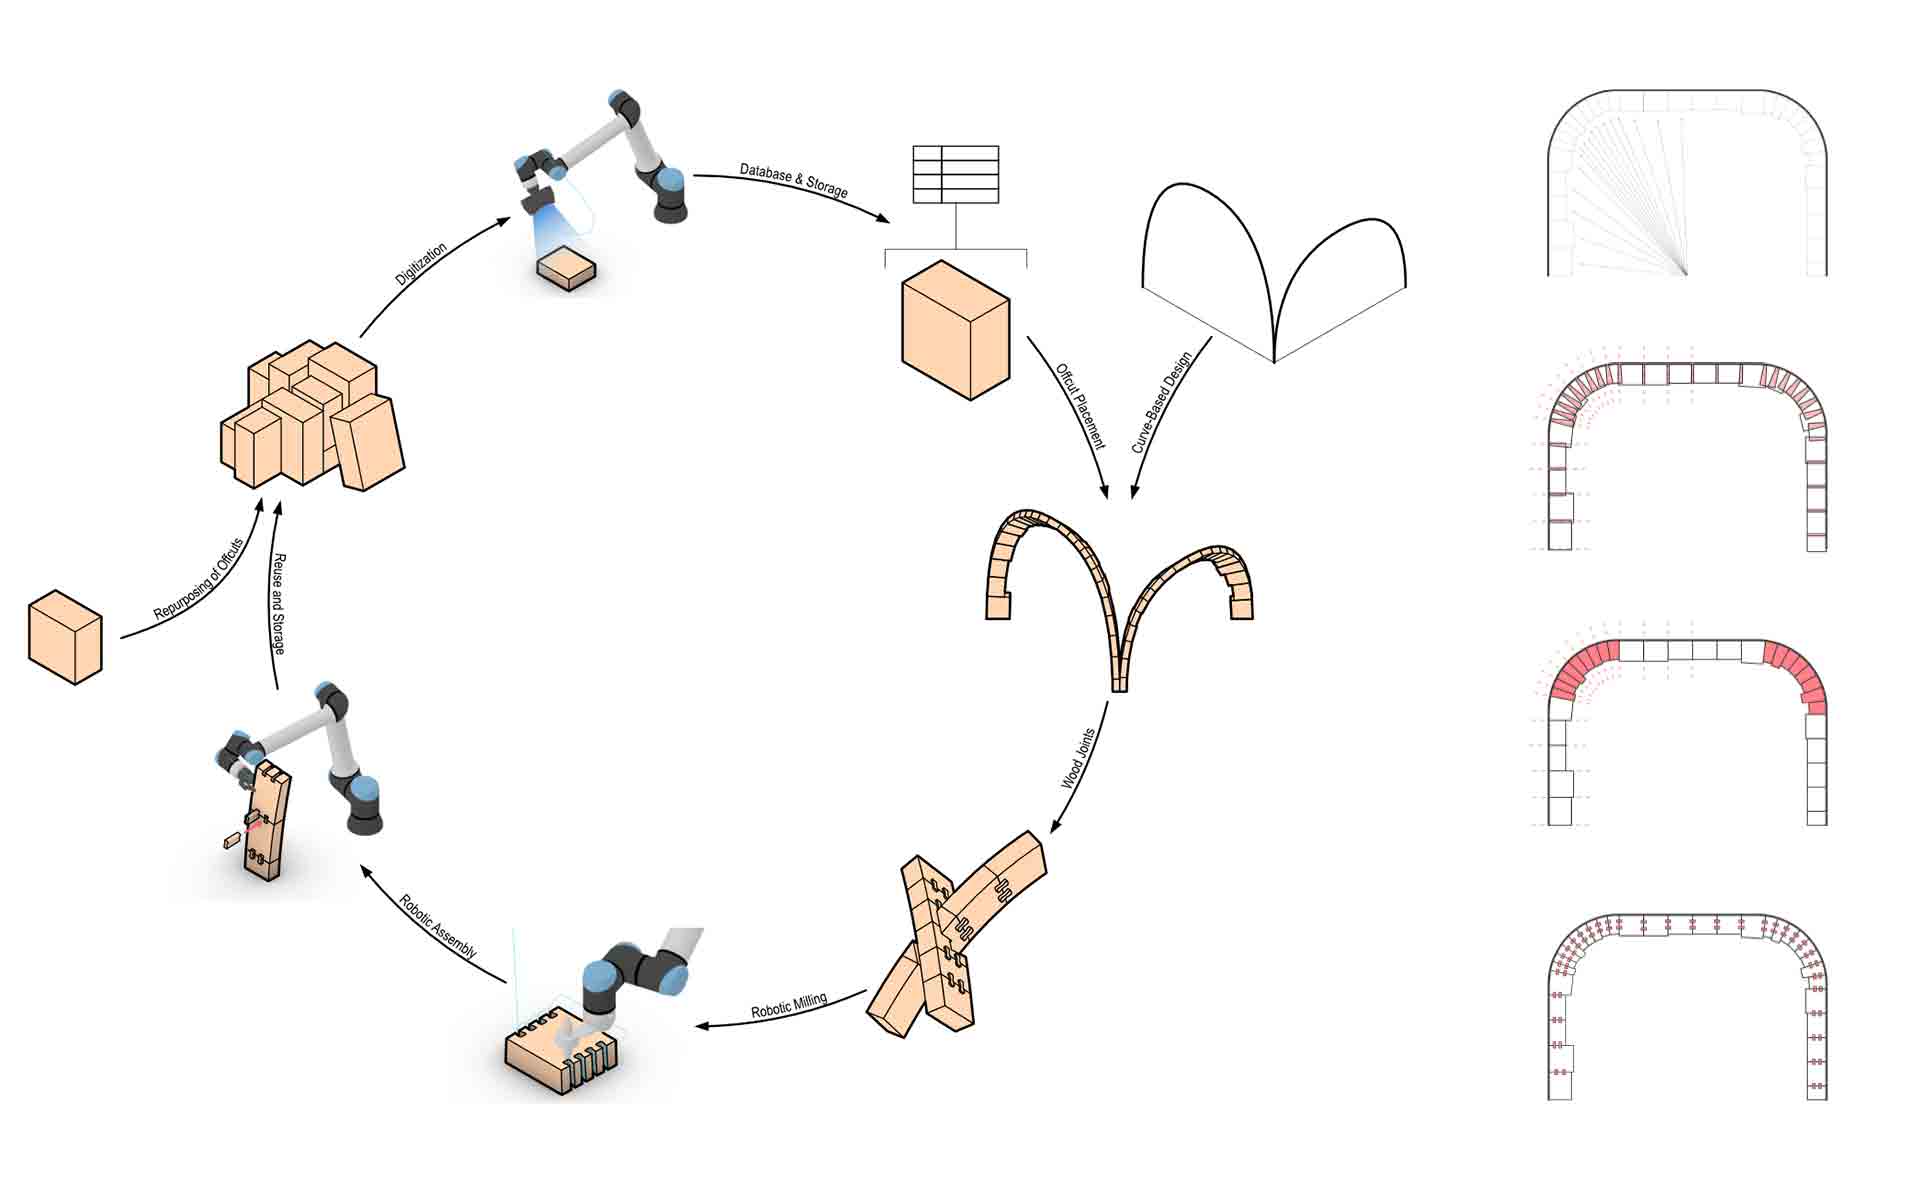 Database & Storage
Digitization
Offcut Placement
Curve-Based Design
Repurposing of Offcuts
Reuse and Storage
Wood Joints
Robotic Assembly
Robotic Milling